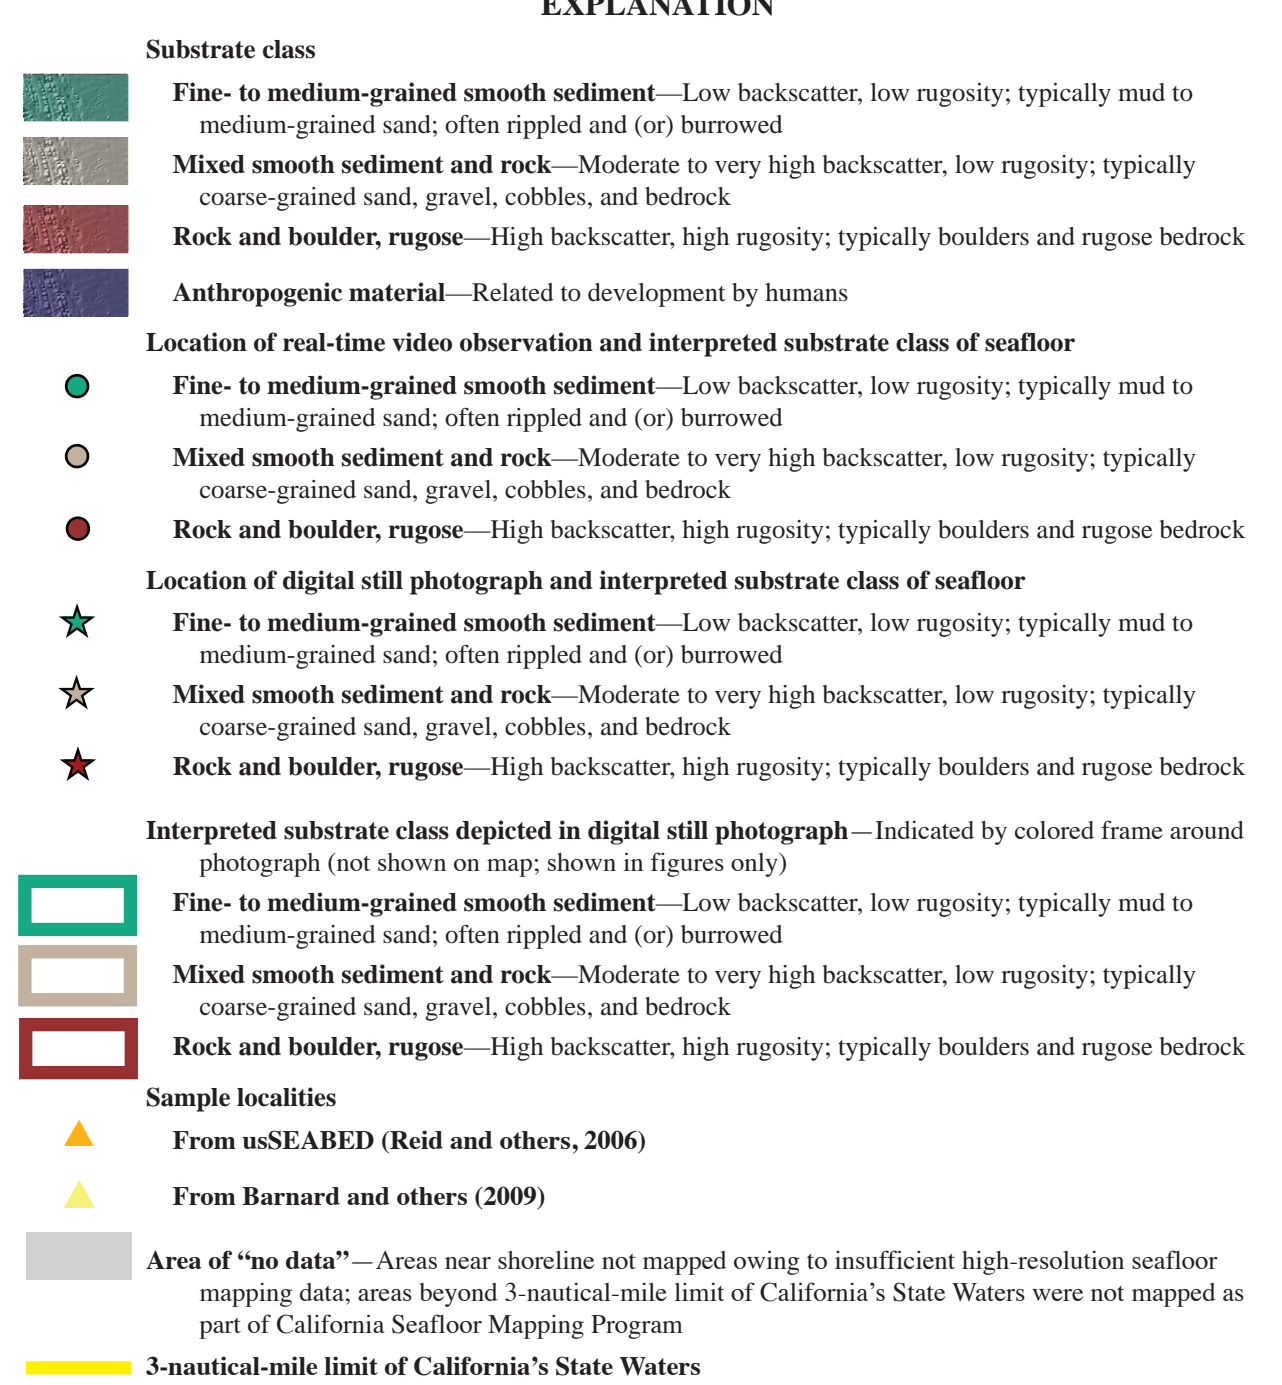 EXPLANATION
Substrate class
Fine- to medium-grained smooth sediment—Low backscatter, low rugosity; typically mud to
medium-grained sand; often rippled and (or) burrowed
Mixed smooth sediment and rock—Moderate to very high backscatter, low rugosity; typically
coarse-grained sand, gravel, cobbles, and bedrock
Rock and boulder, rugose—High backscatter, high rugosity; typically boulders and rugose bedrock
Anthropogenic material—Related to development by humans
Location of real-time video observation and interpreted substrate class of seafloor
Fine- to medium-grained smooth sediment—Low backscatter, low rugosity; typically mud to
medium-grained sand; often rippled and (or) burrowed
Mixed smooth sediment and rock—Moderate to very high backscatter, low rugosity; typically
coarse-grained sand, gravel, cobbles, and bedrock
Rock and boulder, rugose—High backscatter, high rugosity; typically boulders and rugose bedrock
Location of digital still photograph and interpreted substrate class of seafloor
Fine- to medium-grained smooth sediment—Low backscatter, low rugosity; typically mud to
medium-grained sand; often rippled and (or) burrowed
Mixed smooth sediment and rock—Moderate to very high backscatter, low rugosity; typically
coarse-grained sand, gravel, cobbles, and bedrock
Rock and boulder, rugose—High backscatter, high rugosity; typically boulders and rugose bedrock
Interpreted substrate class depicted in digital still photograph—Indicated by colored frame around
photograph (not shown on map; shown in figures only)
Fine- to medium-grained smooth sediment—Low backscatter, low rugosity; typically mud to
medium-grained sand; often rippled and (or) burrowed
Mixed smooth sediment and rock—Moderate to very high backscatter, low rugosity; typically
coarse-grained sand, gravel, cobbles, and bedrock
Rock and boulder, rugose—High backscatter, high rugosity; typically boulders and rugose bedrock
Sample localities
From usSEABED (Reid and others, 2006)
From Barnard and others (2009)
Area of “no data”—Areas near shoreline not mapped owing to insufficient high-resolution seafloor
mapping data; areas beyond 3-nautical-mile limit of California’s State Waters were not mapped as
part of California Seafloor Mapping Program
3-nautical-mile limit of California’s State Waters